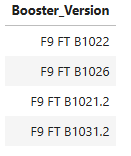 Booster_Version
F9 FT B1022
F9 FT B1026
F9 FT B1021.2
F9 FT B1031.2